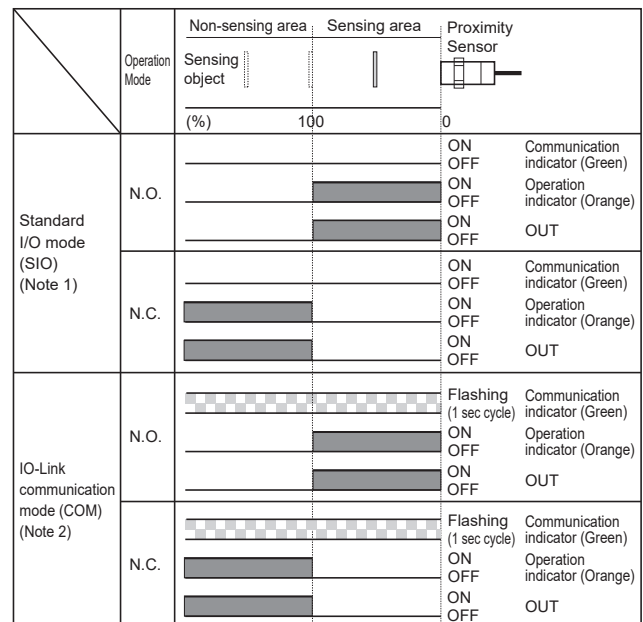 Non-sensing area Sensing area Proximity
Sensor
Operation
Mode
Sensing
object
(%) 100 0
Standard
I/O mode
(SIO)
(Note 1)
N.O.
ON
OFF
Communication
indicator (Green)
ON
OFF
Operation
indicator (Orange)
ON
OFF
OUT
N.C.
ON
OFF
Communication
indicator (Green)
ON
OFF
Operation
indicator (Orange)
ON
OFF
OUT
IO-Link
communication
mode (COM)
(Note 2)
N.O.
Flashing
(1 sec cycle)
Communication
indicator (Green)
ON
OFF
Operation
indicator (Orange)
ON
OFF
OUT
N.C.
Flashing
(1 sec cycle)
Communication
indicator (Green)
ON
OFF
Operation
indicator (Orange)
ON
OFF
OUT